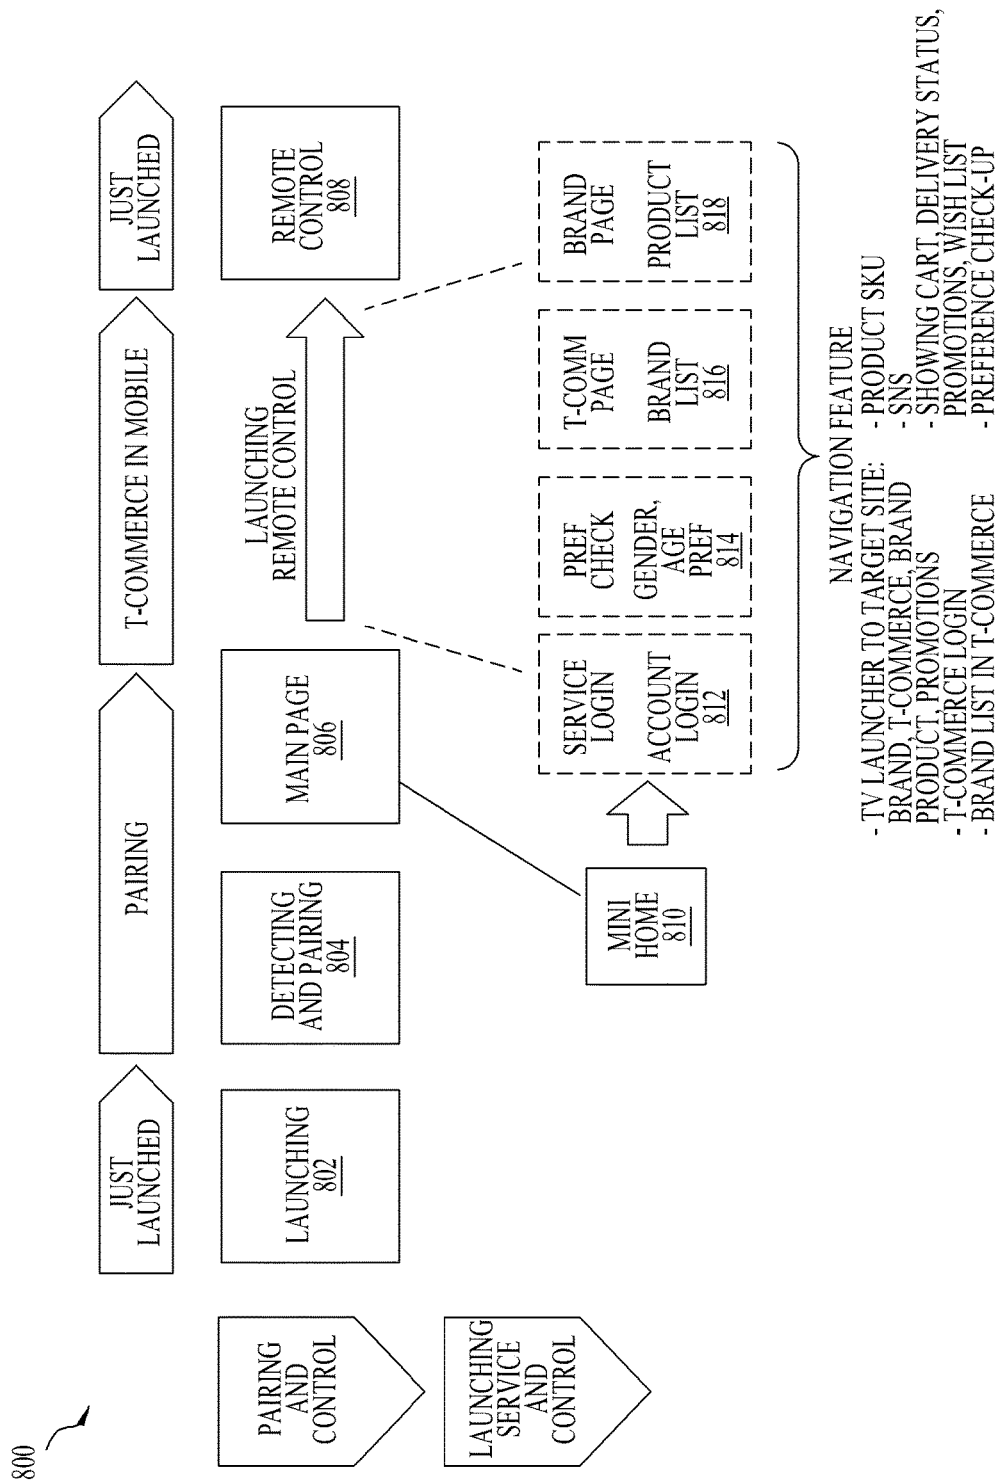 800
JUST
LAUNCHED
PAIRING
T-COMMERCE IN MOBILE
JUST
LAUNCHED
PAIRING
AND
CONTROL
LAUNCHING
802
DETECTING
AND PAIRING
804
MAIN PAGE
806
LAUNCHING
REMOTE CONTROL
REMOTE
CONTROL
808
LAUNCHING
SERVICE
AND
CONTROL
MINI
HOME
810
SERVICE
LOGIN
ACCOUNT
LOGIN
812
PREF
CHECK
GENDER,
AGE
PREF
814
T-COMM
PAGE
BRAND
LIST
816
BRAND
PAGE
PRODUCT
LIST
818
NAVIGATION FEATURE
- TV LAUNCHER TO TARGET SITE:
BRAND, T-COMMERCE, BRAND
PRODUCT, PROMOTIONS
- T-COMMERCE LOGIN
- BRAND LIST IN T-COMMERCE
- PRODUCT SKU
- SNS
- SHOWING CART, DELIVERY STATUS,
PROMOTIONS, WISH LIST
- PREFERENCE CHECK-UP